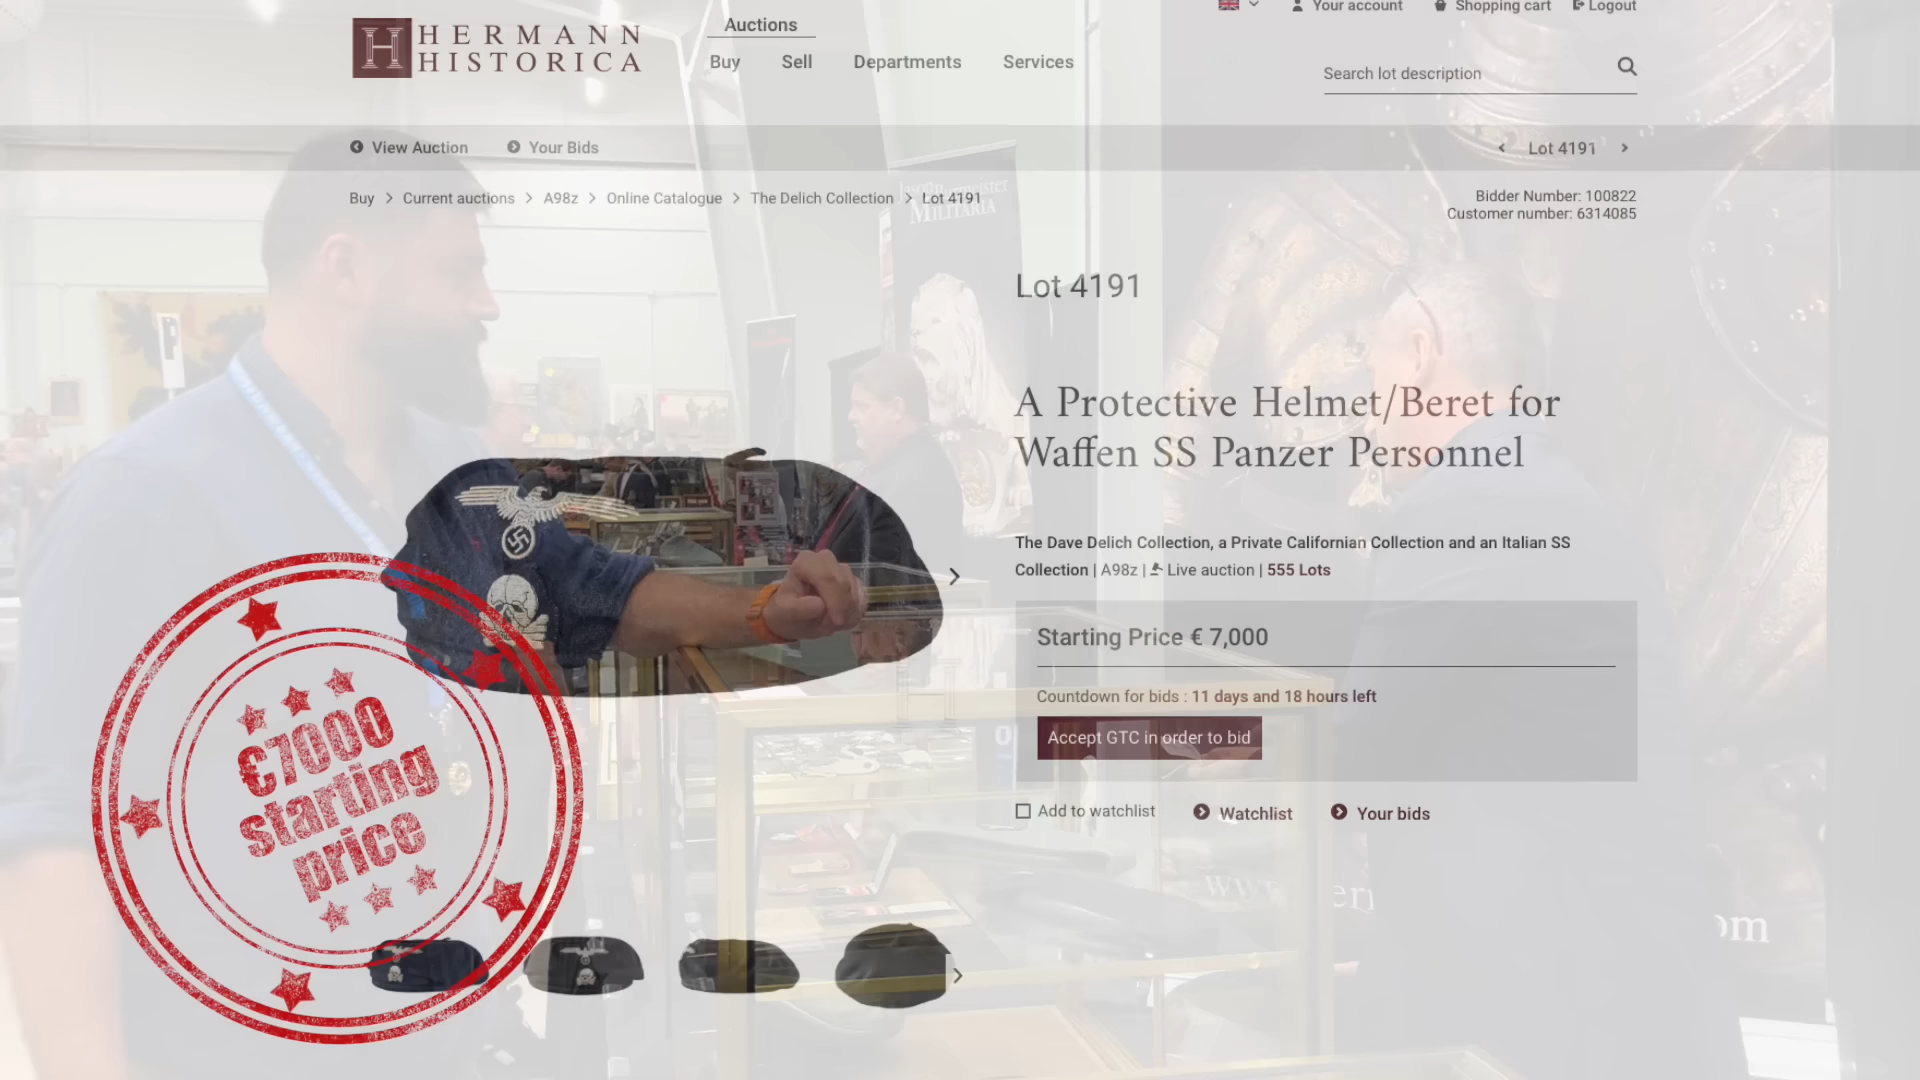 HERMANN
HISTORICA
Auctions
Buy Sell Departments Services
Your account Shopping cart Logout
Search lot description
View Auction Your Bids
Lot 4191
Buy > Current auctions > A98z > Online Catalogue > The Delich Collection > Lot 4191
Bidder Number: 100822
Customer number: 6314085
MILITARIA
Lot 4191
A Protective Helmet/Beret for
Waffen SS Panzer Personnel
The Dave Delich Collection, a Private Californian Collection and an Italian SS
Collection | A98z | Live auction | 555 Lots
Starting Price € 7,000
Countdown for bids : 11 days and 18 hours left
Accept GTC in order to bid
Add to watchlist Watchlist Your bids
€7000
starting
price